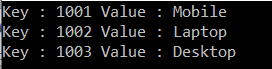 Key : 1001 Value : Mobile
Key : 1002 Value : Laptop
Key : 1003 Value : Desktop